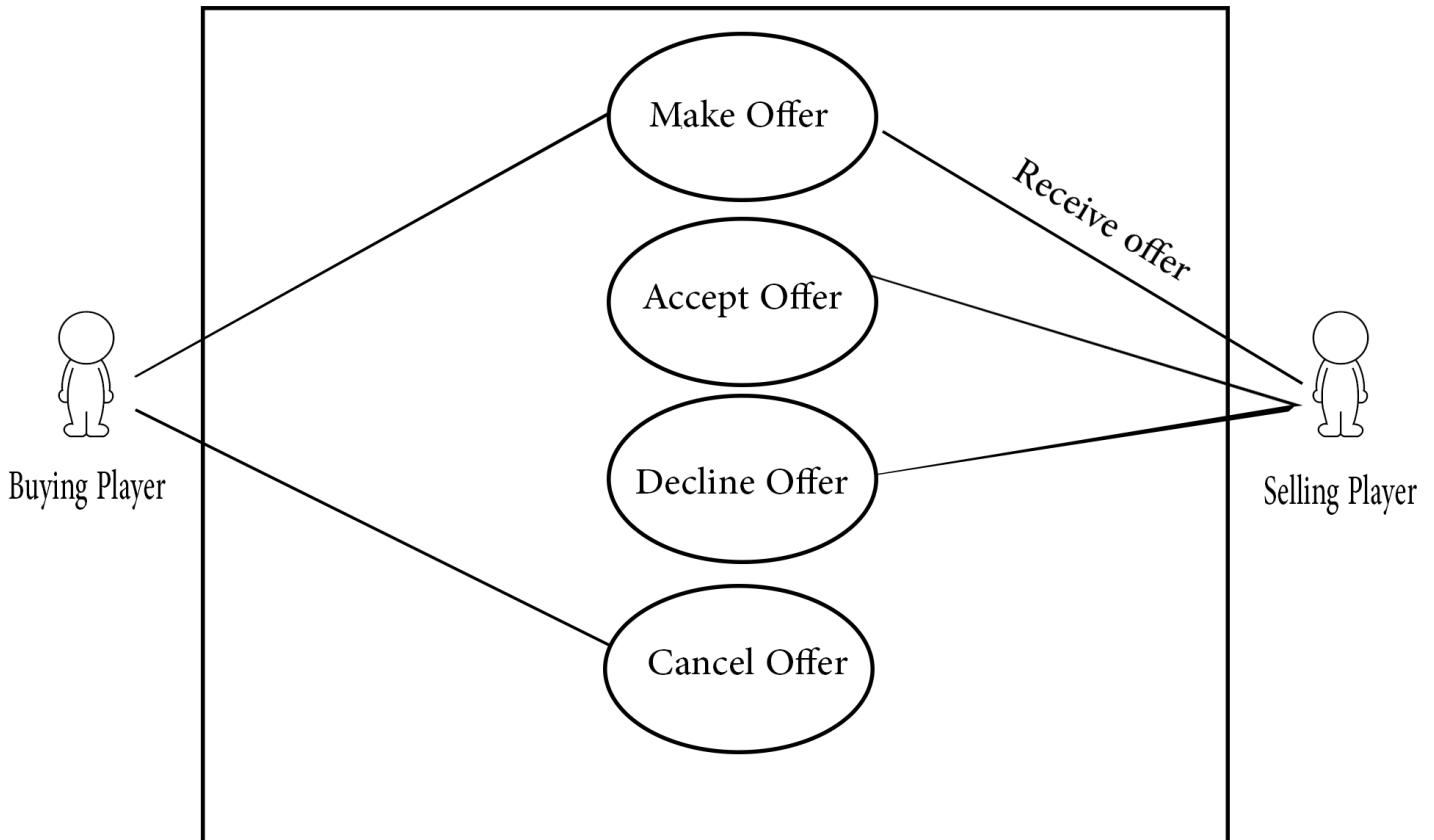 Make Offer
Receive offer
Accept Offer
Buying Player
Decline Offer
Selling Player
Cancel Offer